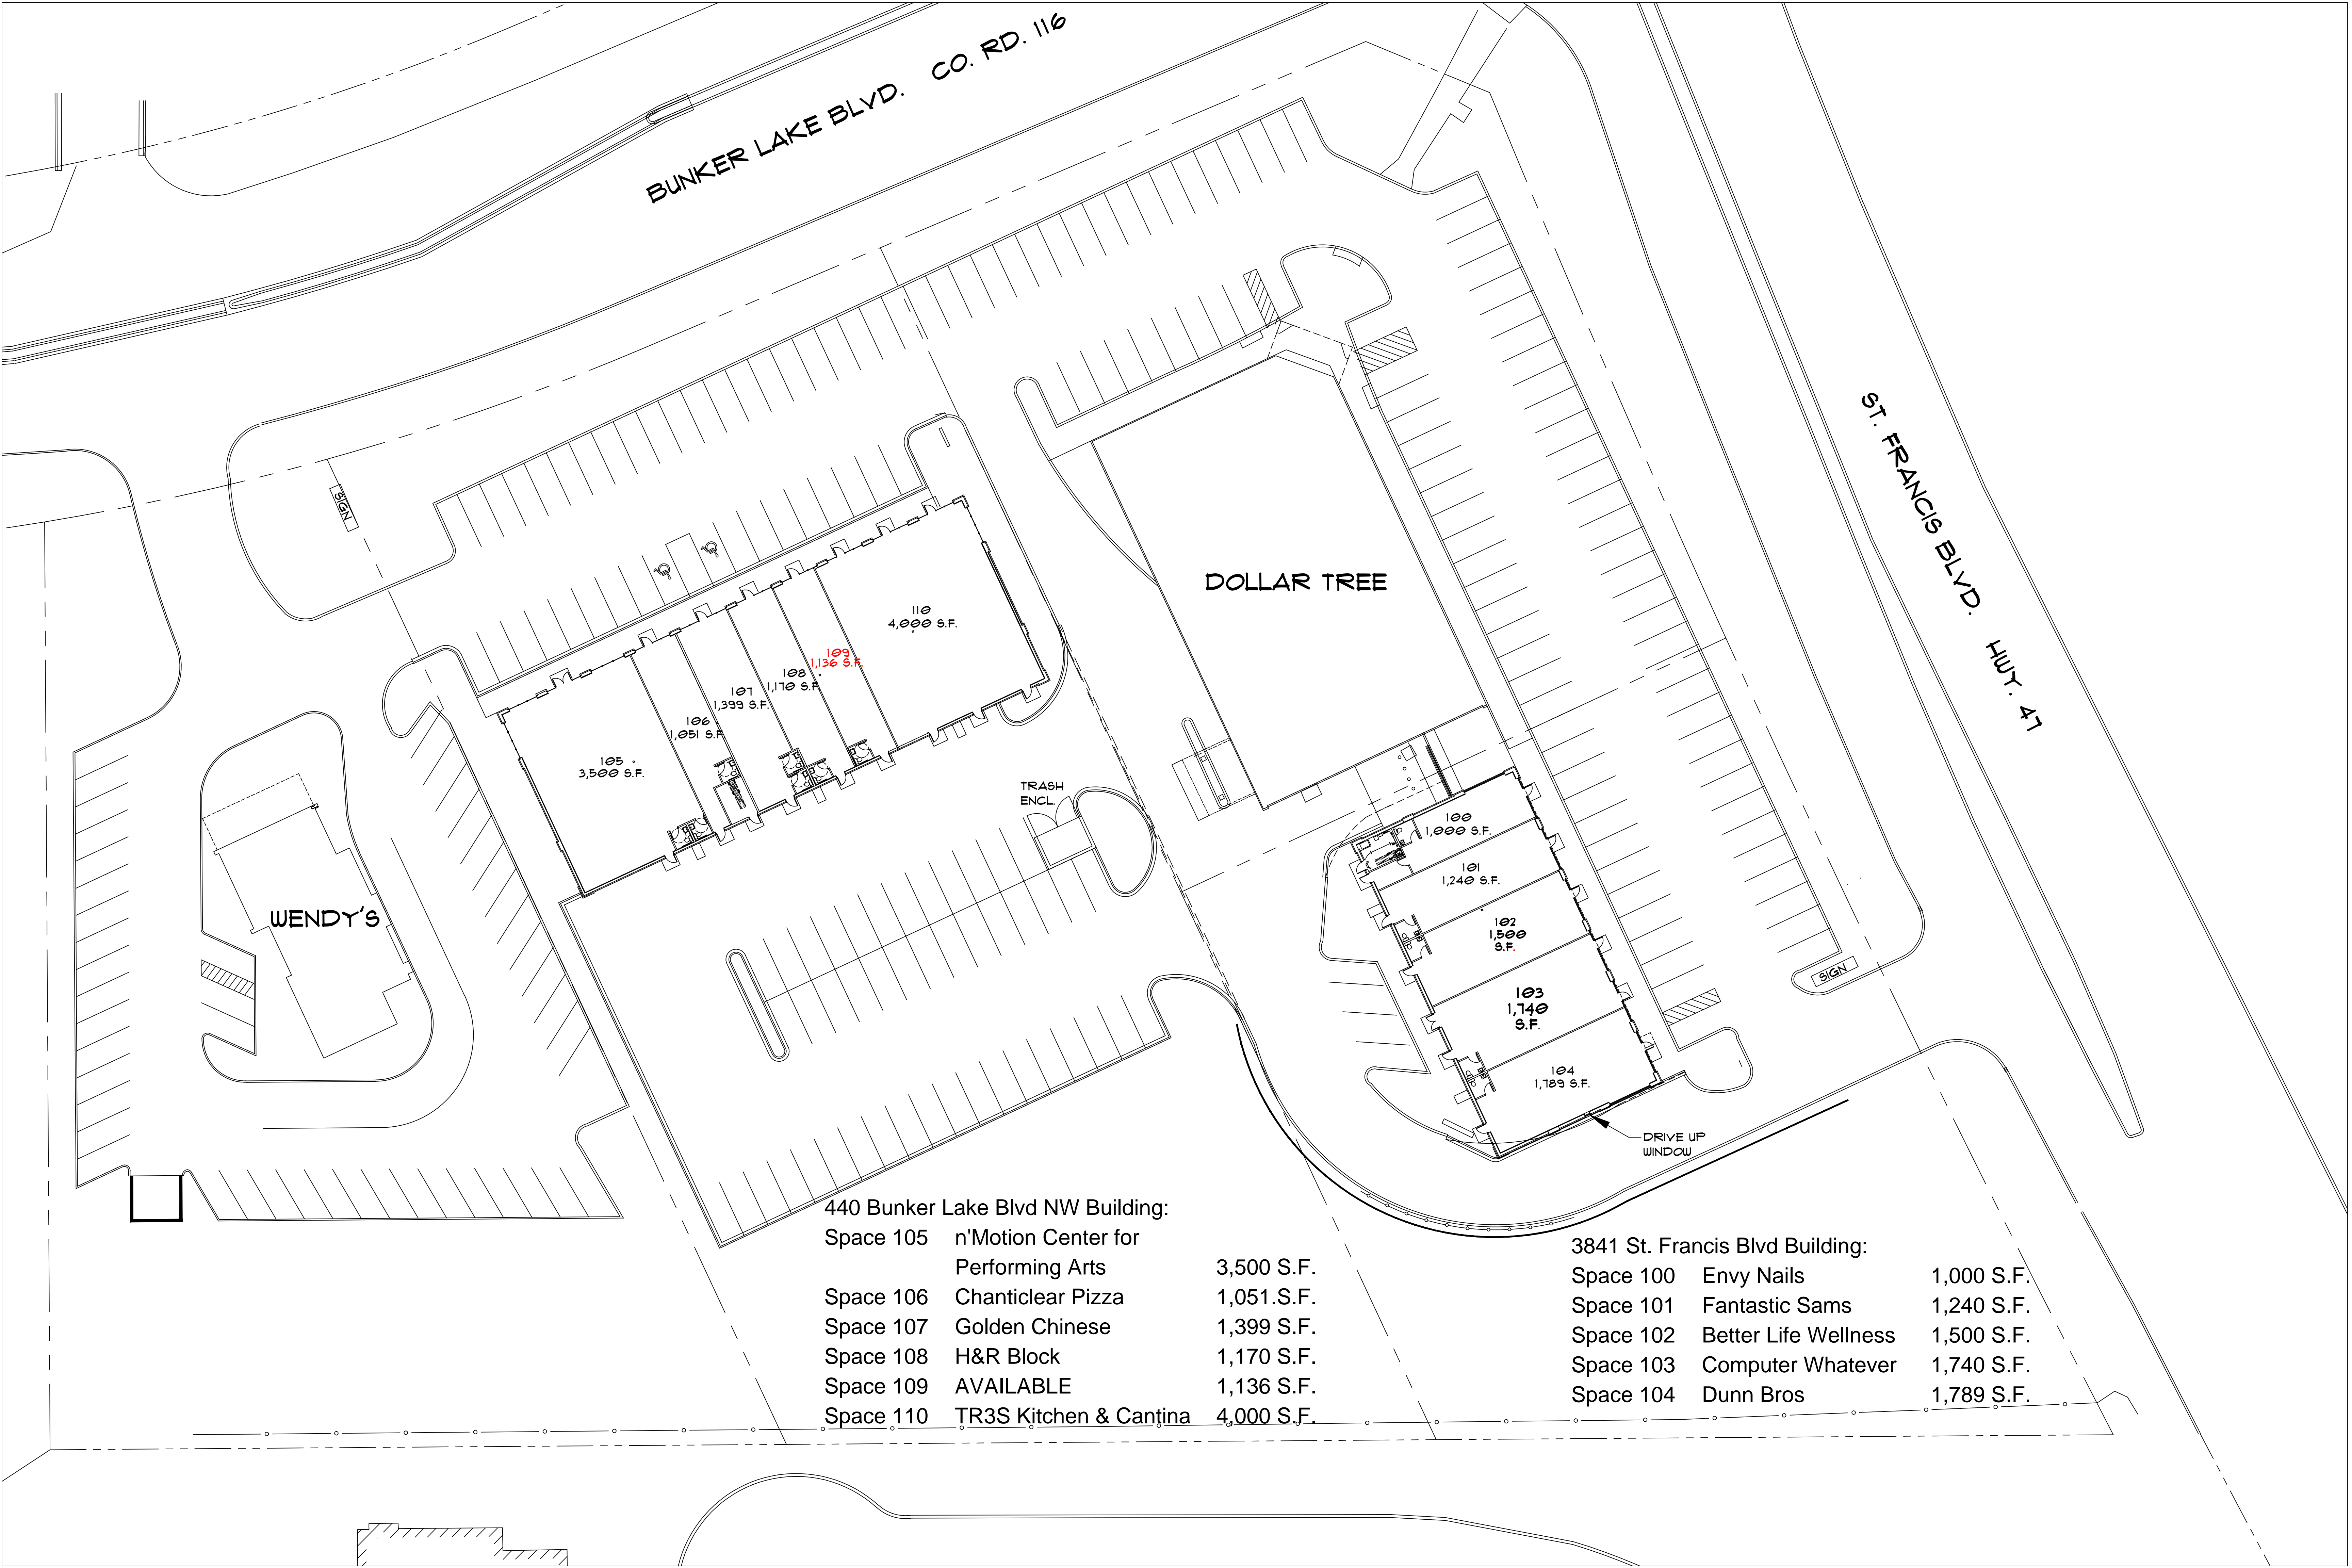 BUNKER LAKE BLVD. CO. RD. 116
ST. FRANCIS BLVD. HWY. 47
SIGN
DOLLAR TREE
110
4,000 S.F.
109
1,136 S.F.
108
1,170 S.F.
107
1,399 S.F.
106
1,051 S.F.
105
3,500 S.F.
TRASH
ENCL.
WENDY'S
100
1,000 S.F.
101
1,240 S.F.
102
1,500
S.F.
103
1,740
S.F.
104
1,789 S.F.
SIGN
DRIVE UP
WINDOW
440 Bunker Lake Blvd NW Building:
Space 105 n'Motion Center for
Performing Arts 3,500 S.F.
Space 106 Chanticlear Pizza 1,051.S.F.
Space 107 Golden Chinese 1,399 S.F.
Space 108 H&R Block 1,170 S.F.
Space 109 AVAILABLE 1,136 S.F.
Space 110 TR3S Kitchen & Cantina 4,000 S.F.
3841 St. Francis Blvd Building:
Space 100 Envy Nails 1,000 S.F.
Space 101 Fantastic Sams 1,240 S.F.
Space 102 Better Life Wellness 1,500 S.F.
Space 103 Computer Whatever 1,740 S.F.
Space 104 Dunn Bros 1,789 S.F.